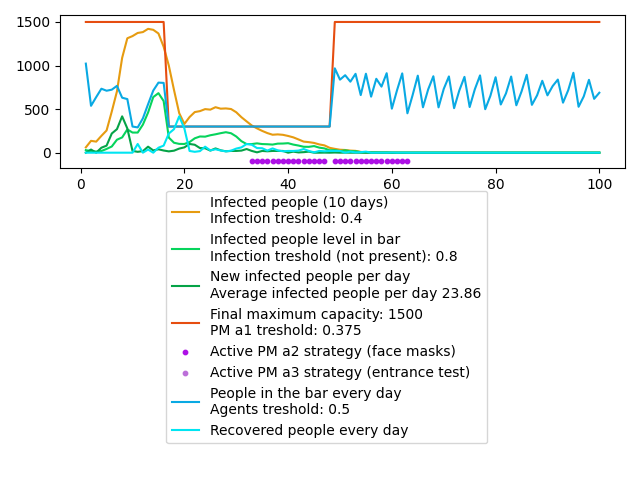 1500
1000
500
0
0
20
40
60
80
100
Infected people (10 days)
Infection treshold: 0.4
Infected people level in bar
Infection treshold (not present): 0.8
New infected people per day
Average infected people per day 23.86
Final maximum capacity: 1500
PM a1 treshold: 0.375
Active PM a2 strategy (face masks)
Active PM a3 strategy (entrance test)
People in the bar every day
Agents treshold: 0.5
Recovered people every day